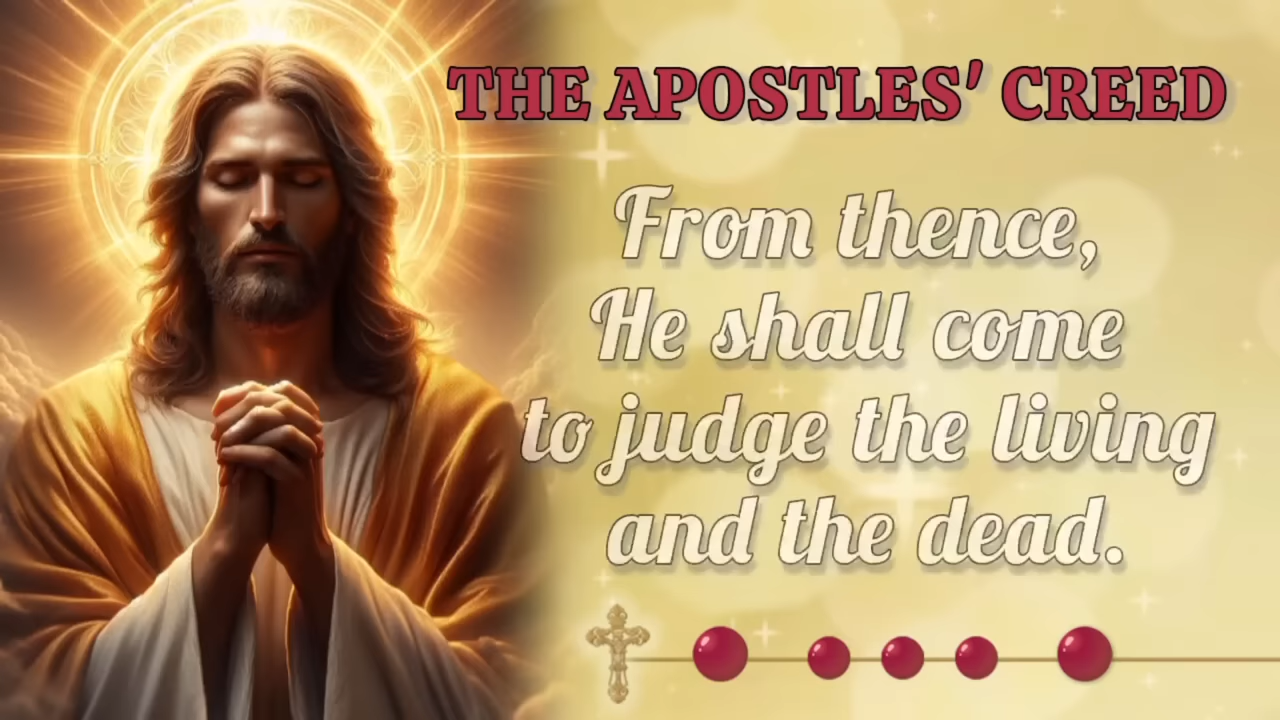 THE APOSTLES' CREED
From thence,
He shall come
to judge the living
and the dead.